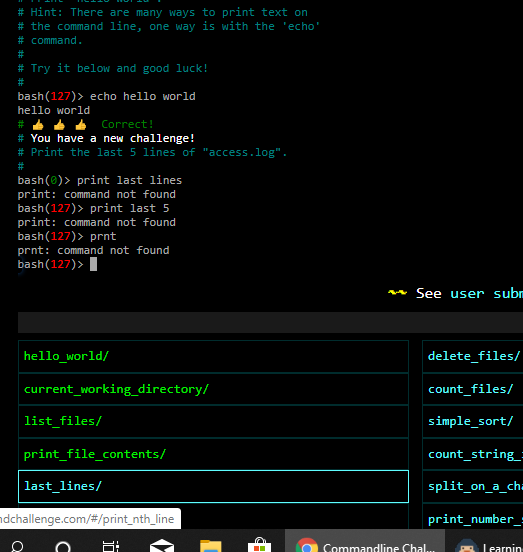 # Hint: There are many ways to print text on
# the command line, one way is with the 'echo'
# command.
#
# Try it below and good luck!
#
bash(127)> echo hello world
hello world
# 👍 👍 👍 Correct!
# You have a new challenge!
# Print the last 5 lines of "access.log".
#
bash(0)> print last lines
print: command not found
bash(127)> print last 5
print: command not found
bash(127)> prnt
prnt: command not found
bash(127)>
See user subm
hello_world/
delete_files/
current_working_directory/
count_files/
list_files/
simple_sort/
print_file_contents/
count_string_
last_lines/
split_on_a_cha
ndchallenge.com/#/print_nth_line
print_number_s
Commandline Chal...
Learning